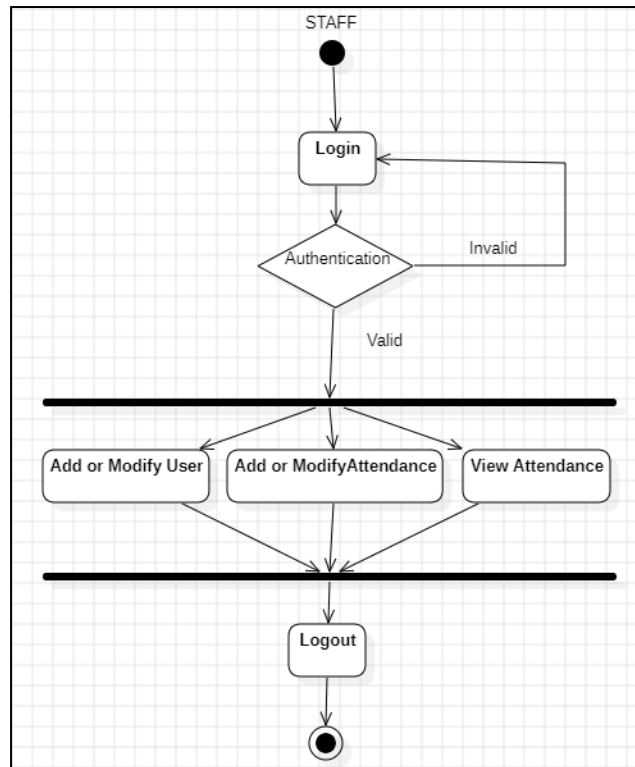 STAFF
Login
Authentication
Invalid
Valid
Add or Modify User
Add or ModifyAttendance
View Attendance
Logout